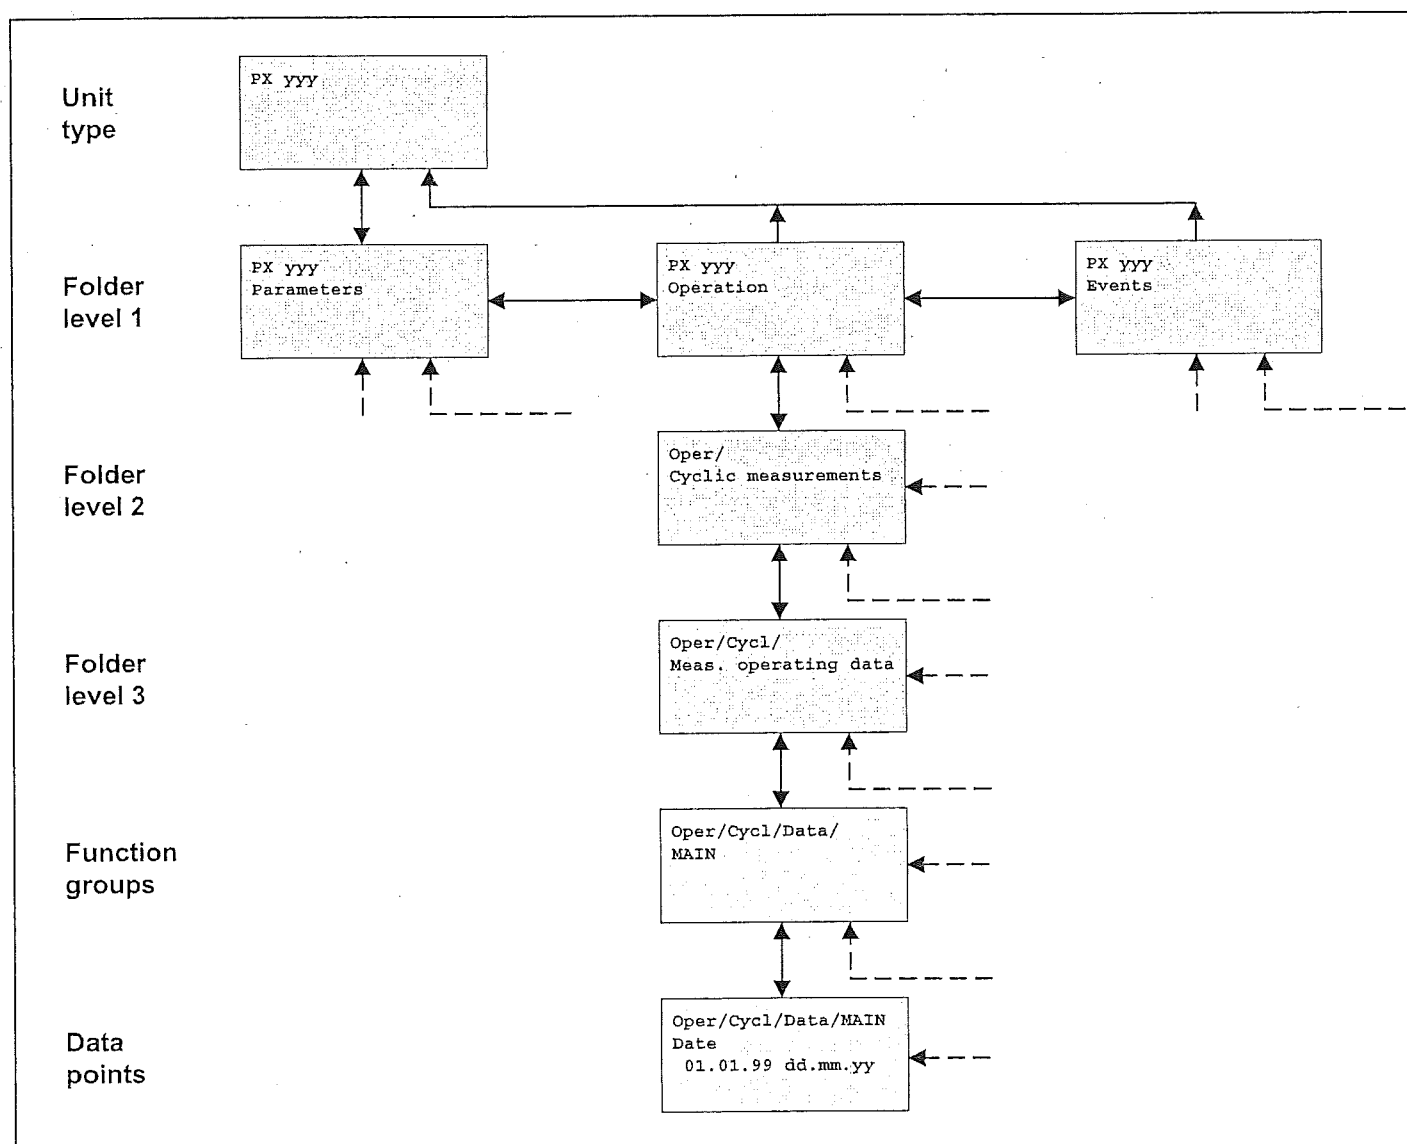 Unit
type
PX yyy
Folder
level 1
PX yyy
Parameters
PX yyy
Operation
PX yyy
Events
Folder
level 2
Oper/
Cyclic measurements
Folder
level 3
Oper/Cycl/
Meas. operating data
Function
groups
Oper/Cycl/Data/
MAIN
Data
points
Oper/Cycl/Data/MAIN
Date
01.01.99 dd.mm.yy